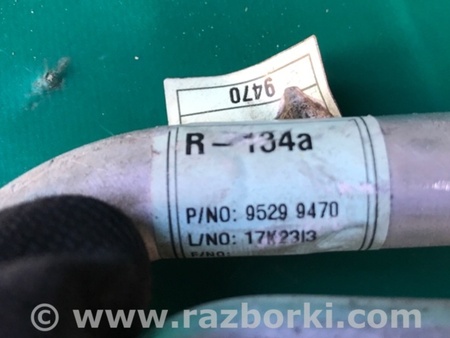 9470
R-134a
P/NO: 9529 9470
L/NO: 17K23I3
© www.razborki.com